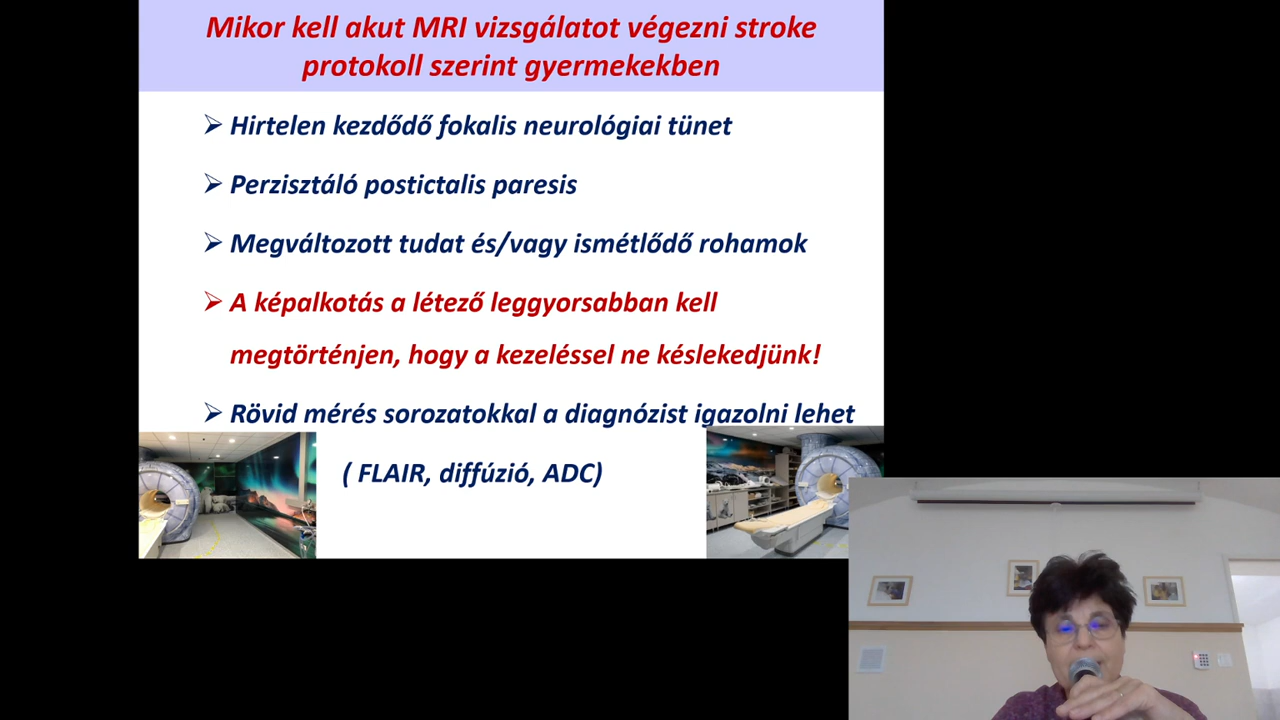 Mikor kell akut MRI vizsgálatot végezni stroke
protokoll szerint gyermekekben
➢ Hirtelen kezdődő fokalis neurológiai tünet
➢ Perzisztáló postictalis paresis
➢ Megváltozott tudat és/vagy ismétlődő rohamok
➢ A képalkotás a létező leggyorsabban kell
megtörténjen, hogy a kezeléssel ne késlekedjünk!
➢ Rövid mérés sorozatokkal a diagnózist igazolni lehet
( FLAIR, diffúzió, ADC)